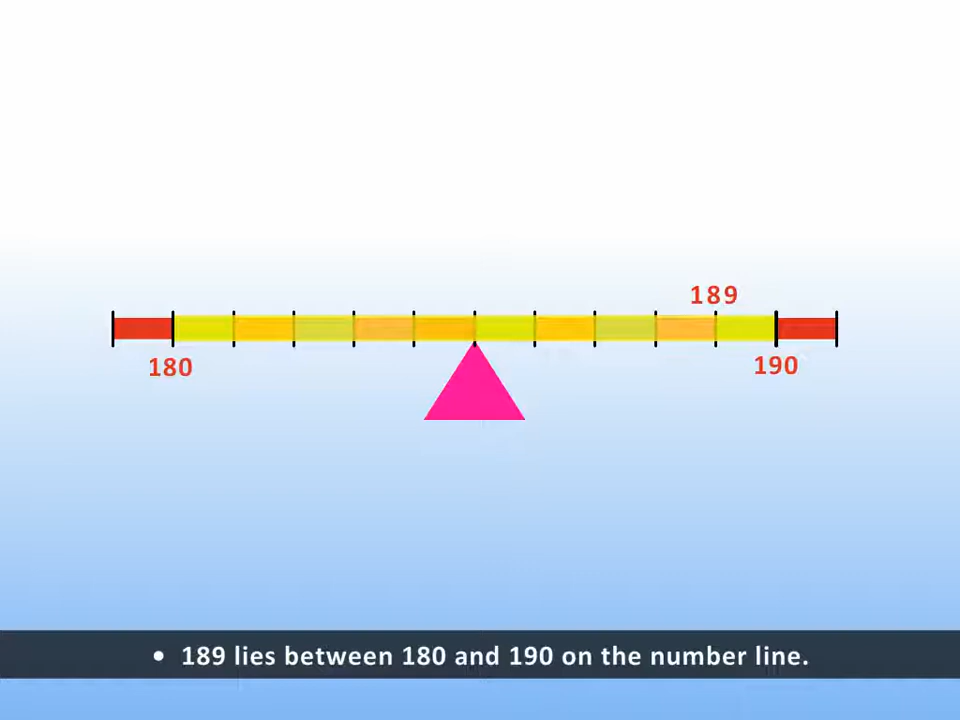 189
180
190
• 189 lies between 180 and 190 on the number line.